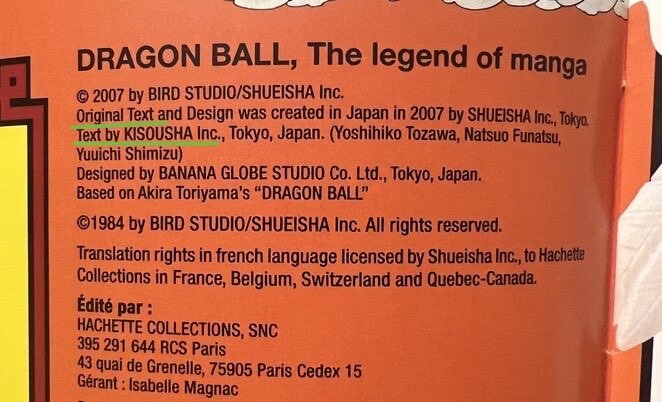 DRAGON BALL, The legend of manga
© 2007 by BIRD STUDIO/SHUEISHA Inc.
Original Text and Design was created in Japan in 2007 by SHUEISHA Inc., Tokyo.
Text by KISOUSHA Inc., Tokyo, Japan. (Yoshihiko Tozawa, Natsuo Funatsu,
Yuuichi Shimizu)
Designed by BANANA GLOBE STUDIO Co. Ltd., Tokyo, Japan.
Based on Akira Toriyama's "DRAGON BALL"
©1984 by BIRD STUDIO/SHUEISHA Inc. All rights reserved.
Translation rights in french language licensed by Shueisha Inc., to Hachette
Collections in France, Belgium, Switzerland and Quebec-Canada.
Édité par :
HACHETTE COLLECTIONS, SNC
395 291 644 RCS Paris
43 quai de Grenelle, 75905 Paris Cedex 15
Gérant : Isabelle Magnac